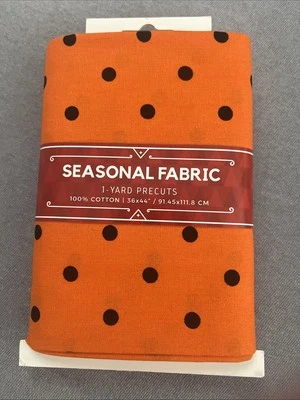 SEASONAL FABRIC
1-YARD PRECUTS
100% COTTON | 36x44" / 91.45x111.8 CM